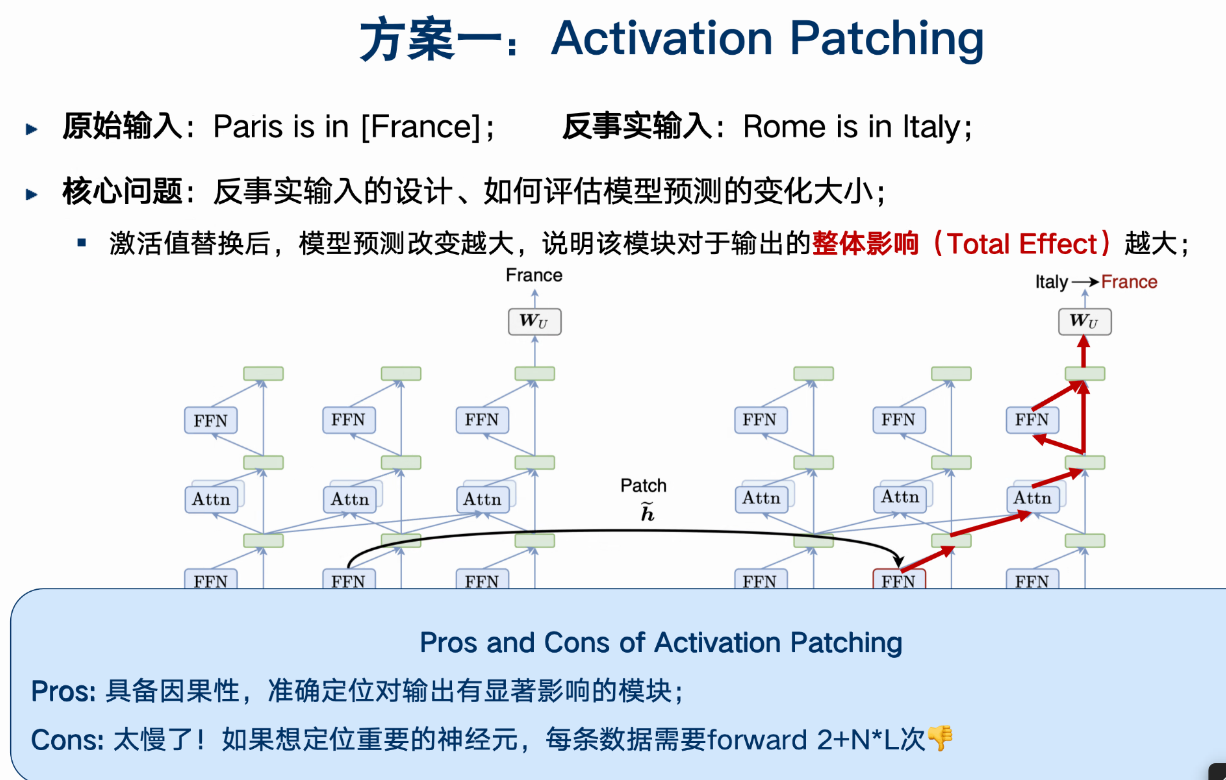 方案一：Activation Patching
原始输入：Paris is in [France]； 反事实输入：Rome is in Italy；
核心问题：反事实输入的设计、如何评估模型预测的变化大小；
激活值替换后，模型预测改变越大，说明该模块对于输出的整体影响（Total Effect）越大；
France Italy→France
W_U W_U
FFN FFN FFN FFN FFN FFN
Patch
Attn Attn Attn h̃ Attn Attn Attn
FFN FFN FFN FFN FFN FFN
Pros and Cons of Activation Patching
Pros: 具备因果性，准确定位对输出有显著影响的模块；
Cons: 太慢了！如果想定位重要的神经元，每条数据需要forward 2+N*L次👎